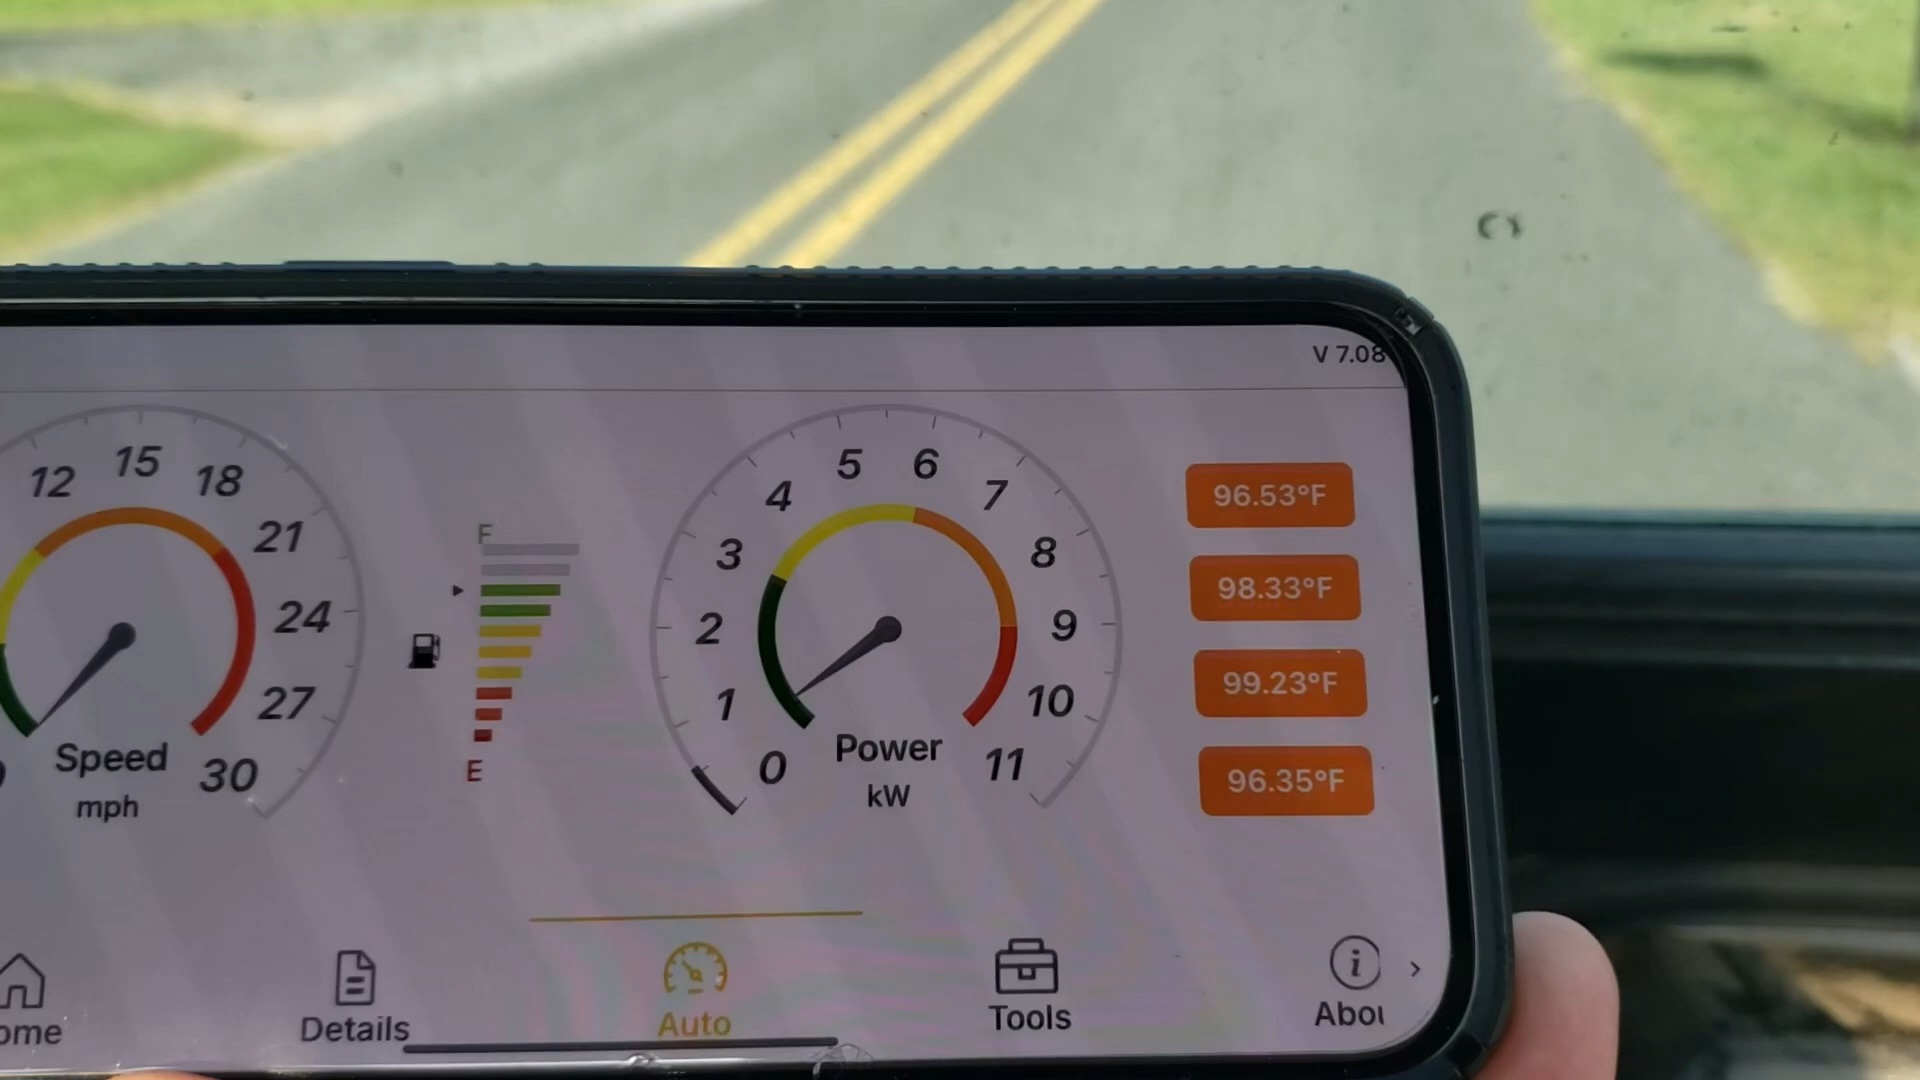 V 7.08
12 15 18 21 24 27 30
Speed
mph
F
E
0 1 2 3 4 5 6 7 8 9 10 11
Power
kW
96.53°F
98.33°F
99.23°F
96.35°F
ome
Details
Auto
Tools
Abou